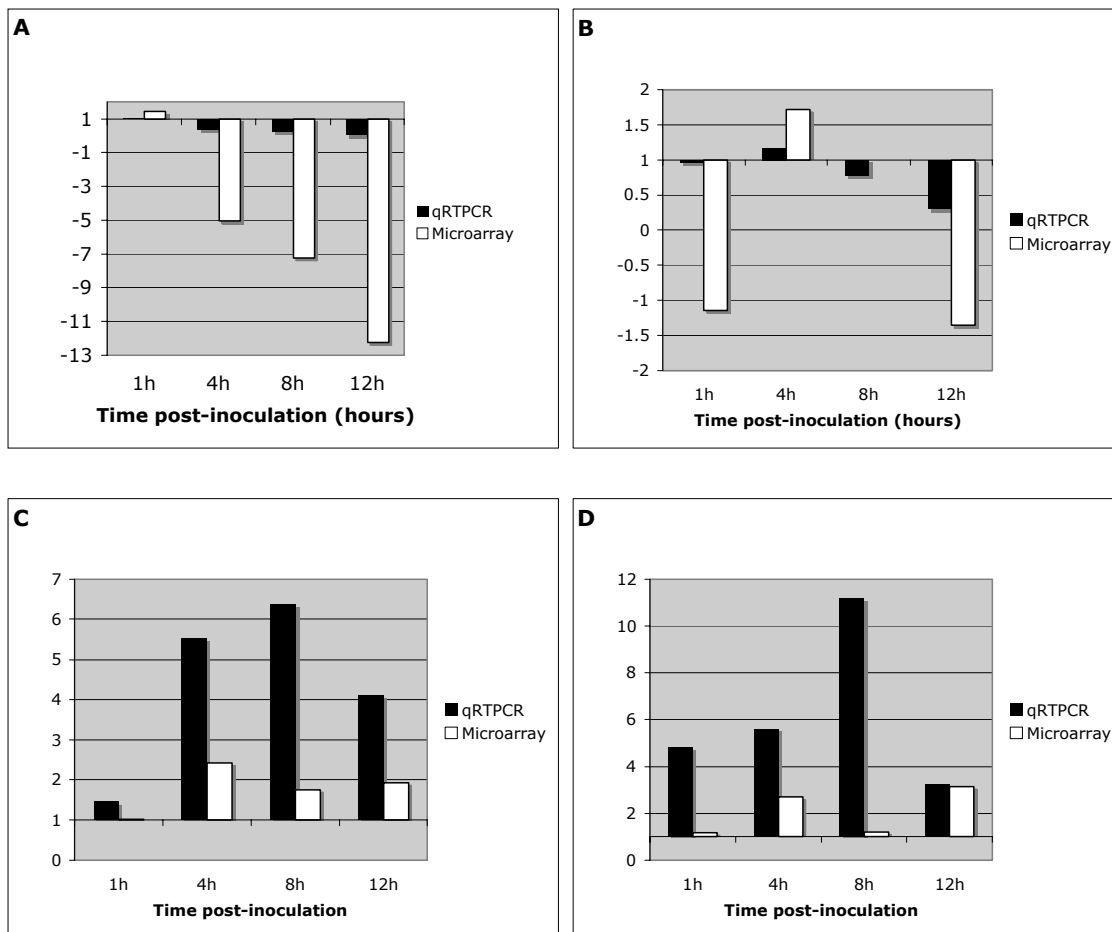 A
1
-1
-3
-5
-7
-9
-11
-13
1h 4h 8h 12h
Time post-inoculation (hours)
qRTPCR
Microarray
B
2
1.5
1
0.5
0
-0.5
-1
-1.5
-2
1h 4h 8h 12h
Time post-inoculation (hours)
qRTPCR
Microarray
C
7
6
5
4
3
2
1
0
1h 4h 8h 12h
Time post-inoculation
qRTPCR
Microarray
D
12
10
8
6
4
2
0
1h 4h 8h 12h
Time post-inoculation
qRTPCR
Microarray